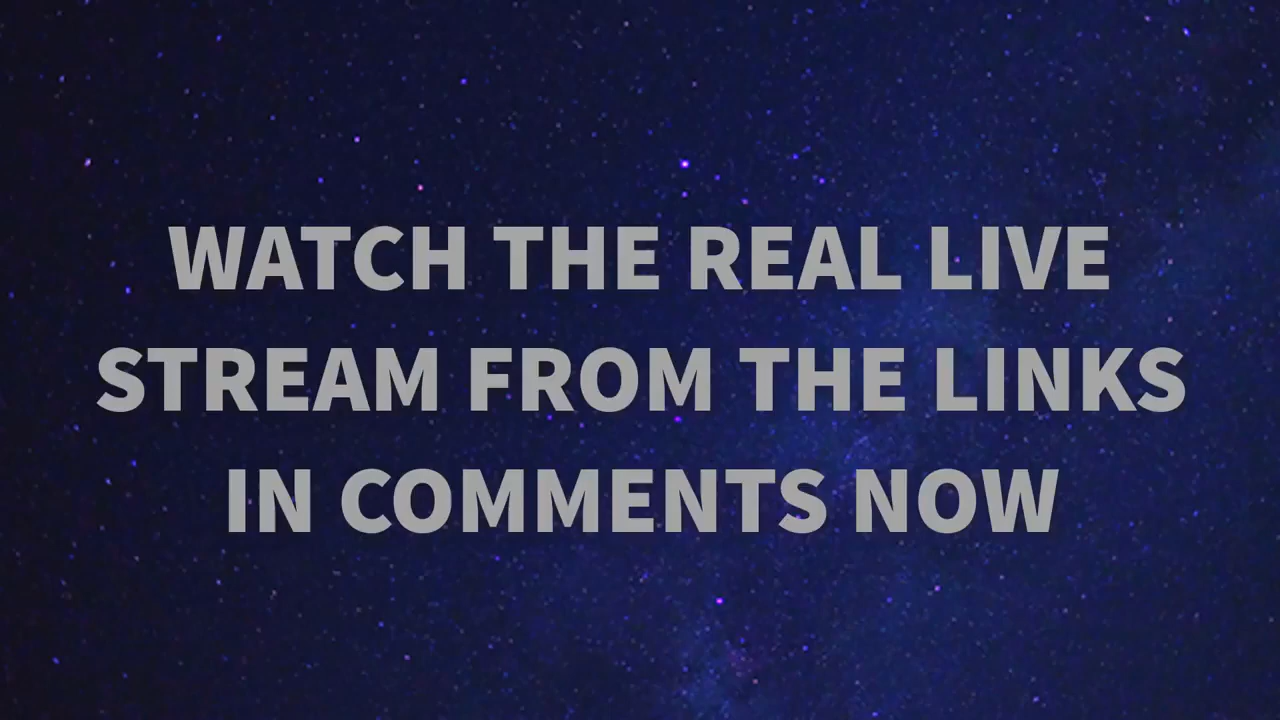 WATCH THE REAL LIVE
STREAM FROM THE LINKS
IN COMMENTS NOW